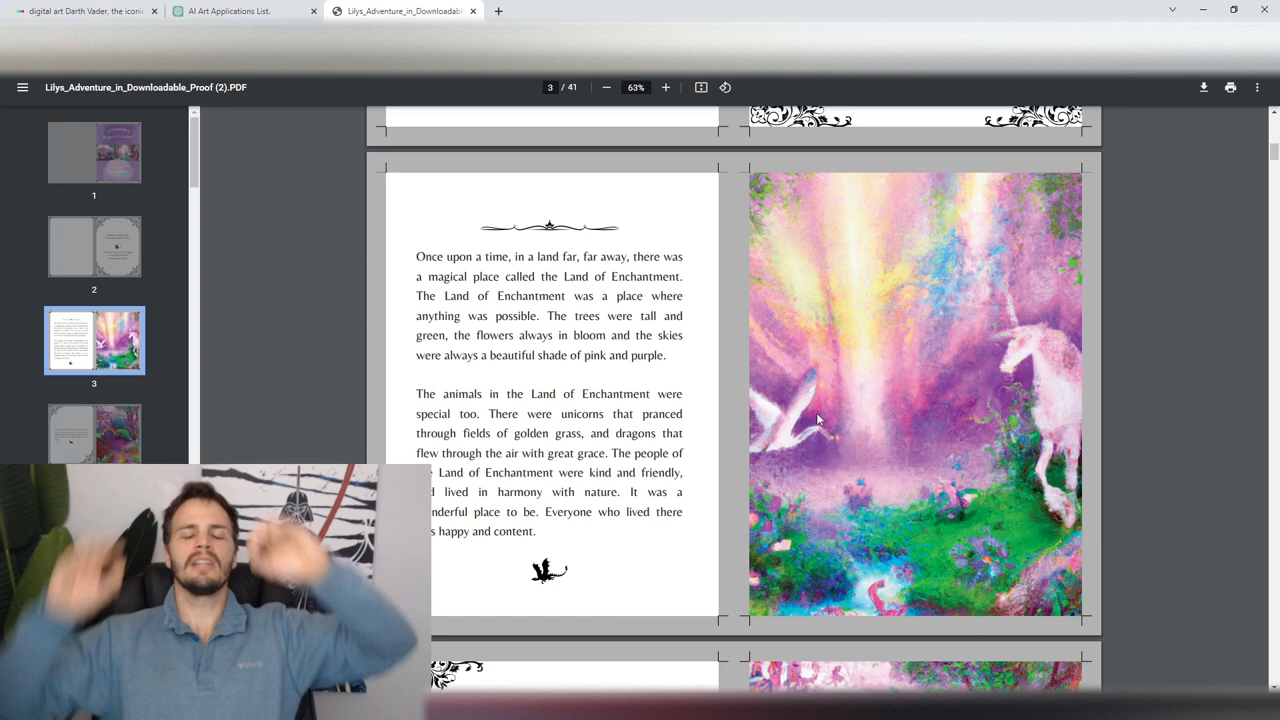 digital art Darth Vader, the iconic
AI Art Applications List.
Lilys_Adventure_in_Downloadable
Lilys_Adventure_in_Downloadable_Proof (2).PDF
3 / 41
63%
1
2
3
Once upon a time, in a land far, far away, there was
a magical place called the Land of Enchantment.
The Land of Enchantment was a place where
anything was possible. The trees were tall and
green, the flowers always in bloom and the skies
were always a beautiful shade of pink and purple.
The animals in the Land of Enchantment were
special too. There were unicorns that pranced
through fields of golden grass, and dragons that
flew through the air with great grace. The people of
Land of Enchantment were kind and friendly,
lived in harmony with nature. It was a
place to be. Everyone who lived there
happy and content.